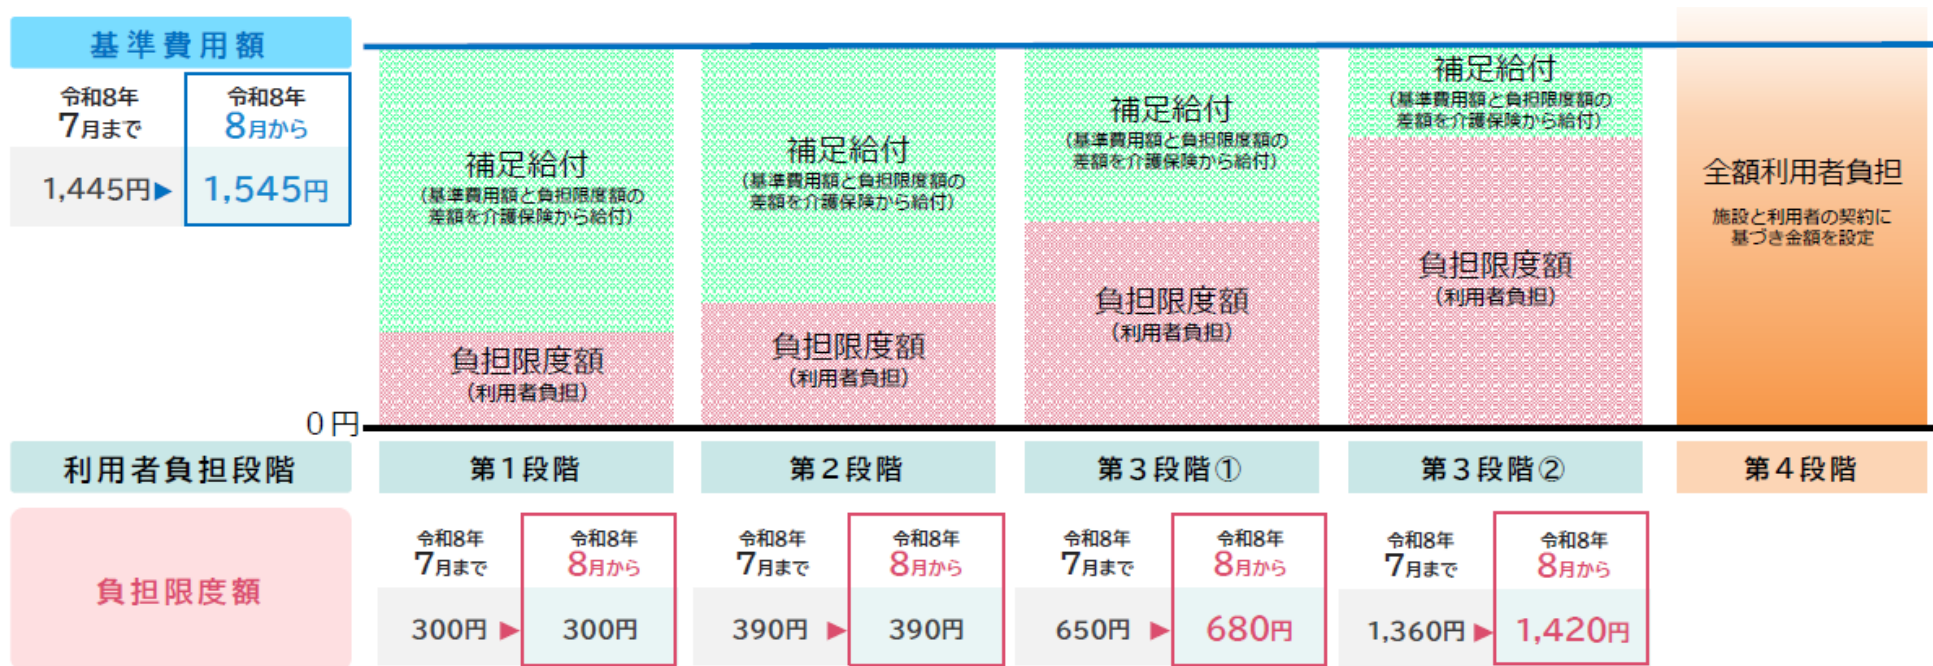 基準費用額
令和8年
7月まで
令和8年
8月から
1,445円▶
1,545円
補足給付
（基準費用額と負担限度額の
差額を介護保険から給付）
負担限度額
（利用者負担）
補足給付
（基準費用額と負担限度額の
差額を介護保険から給付）
負担限度額
（利用者負担）
補足給付
（基準費用額と負担限度額の
差額を介護保険から給付）
負担限度額
（利用者負担）
補足給付
（基準費用額と負担限度額の
差額を介護保険から給付）
負担限度額
（利用者負担）
全額利用者負担
施設と利用者の契約に
基づき金額を設定
0円
利用者負担段階
第1段階
第2段階
第3段階①
第3段階②
第4段階
負担限度額
令和8年
7月まで
令和8年
8月から
300円▶
300円
令和8年
7月まで
令和8年
8月から
390円▶
390円
令和8年
7月まで
令和8年
8月から
650円▶
680円
令和8年
7月まで
令和8年
8月から
1,360円▶
1,420円